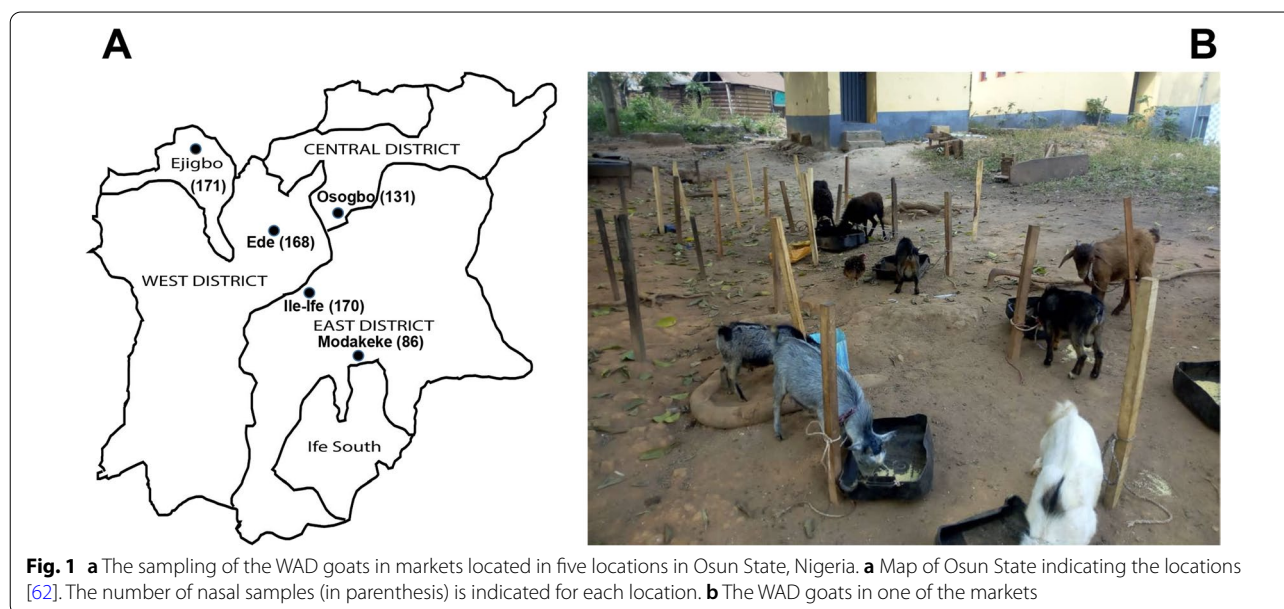 A
B
CENTRAL DISTRICT
Ejigbo
(171)
Osogbo (131)
Ede (168)
WEST DISTRICT
Ile-Ife (170)
EAST DISTRICT
Modakeke (86)
Ife South
Fig. 1 a The sampling of the WAD goats in markets located in five locations in Osun State, Nigeria. a Map of Osun State indicating the locations
[62]. The number of nasal samples (in parenthesis) is indicated for each location. b The WAD goats in one of the markets